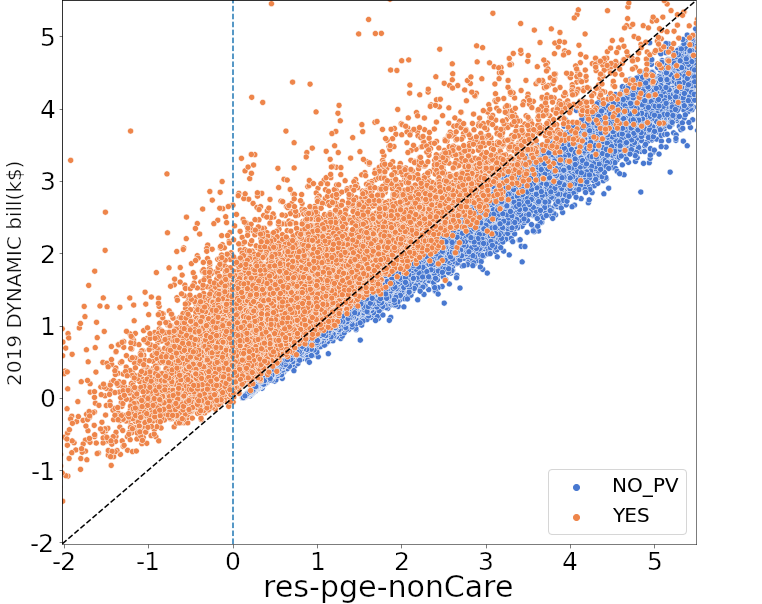 2019 DYNAMIC bill(k$)
5
4
3
2
1
0
-1
-2
-2 -1 0 1 2 3 4 5
res-pge-nonCare
NO_PV
YES